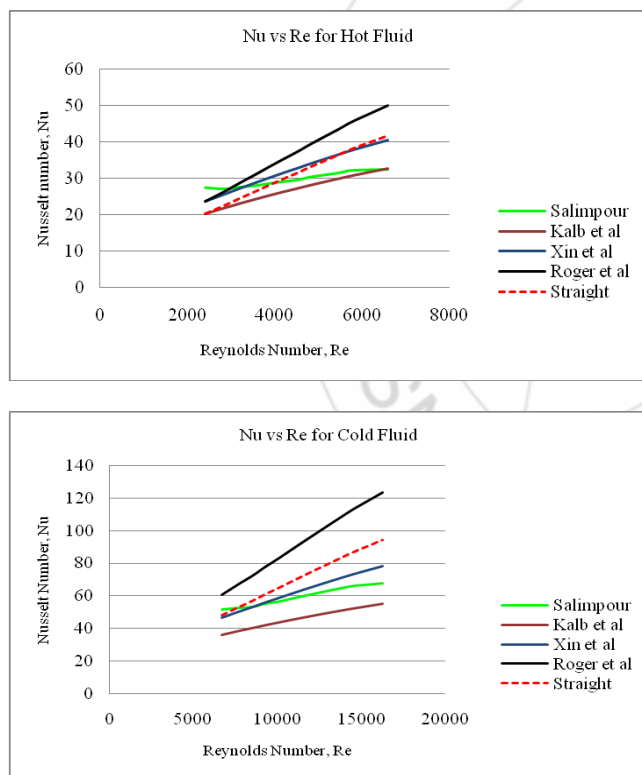 Nu vs Re for Hot Fluid
60
50
40
30
20
10
0
0 2000 4000 6000 8000
Nusselt number, Nu
Reynolds Number, Re
Salimpour
Kalb et al
Xin et al
Roger et al
Straight
Nu vs Re for Cold Fluid
140
120
100
80
60
40
20
0
0 5000 10000 15000 20000
Nusselt Number, Nu
Reynolds Number, Re
Salimpour
Kalb et al
Xin et al
Roger et al
Straight